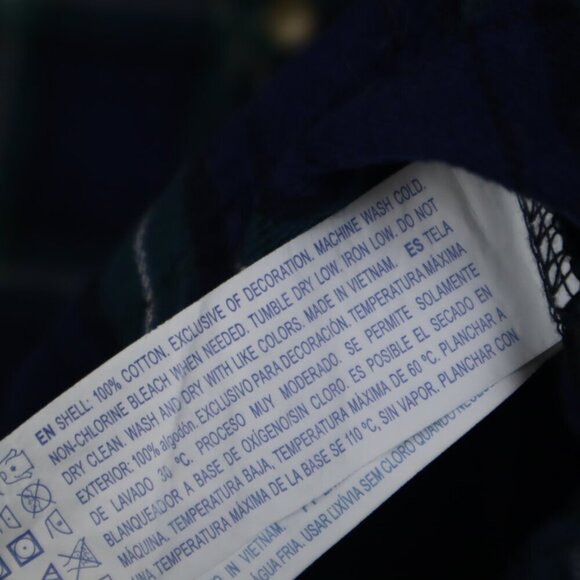 EN SHELL: 100% COTTON. EXCLUSIVE OF DECORATION. MACHINE WASH COLD.
NON-CHLORINE BLEACH WHEN NEEDED. TUMBLE DRY LOW. IRON LOW. DO NOT
DRY CLEAN. WASH AND DRY WITH LIKE COLORS. MADE IN VIETNAM. ES TELA
EXTERIOR: 100% algodón. EXCLUSIVO PARA DECORACIÓN. TEMPERATURA MÁXIMA
DE LAVADO 30 °C. PROCESO MUY MODERADO. SE PERMITE SOLAMENTE
BLANQUEADOR A BASE DE OXÍGENO/SIN CLORO. ES POSIBLE EL SECADO EN
MÁQUINA. TEMPERATURA BAJA, TEMPERATURA MÁXIMA DE 60 °C. PLANCHAR A
UNA TEMPERATURA MÁXIMA DE LA BASE DE 110 °C, SIN VAPOR. PLANCHAR CON
N VIETNAM.
ÁGUA FRIA. USAR LIXÍVIA SEM CLORO QUANDO